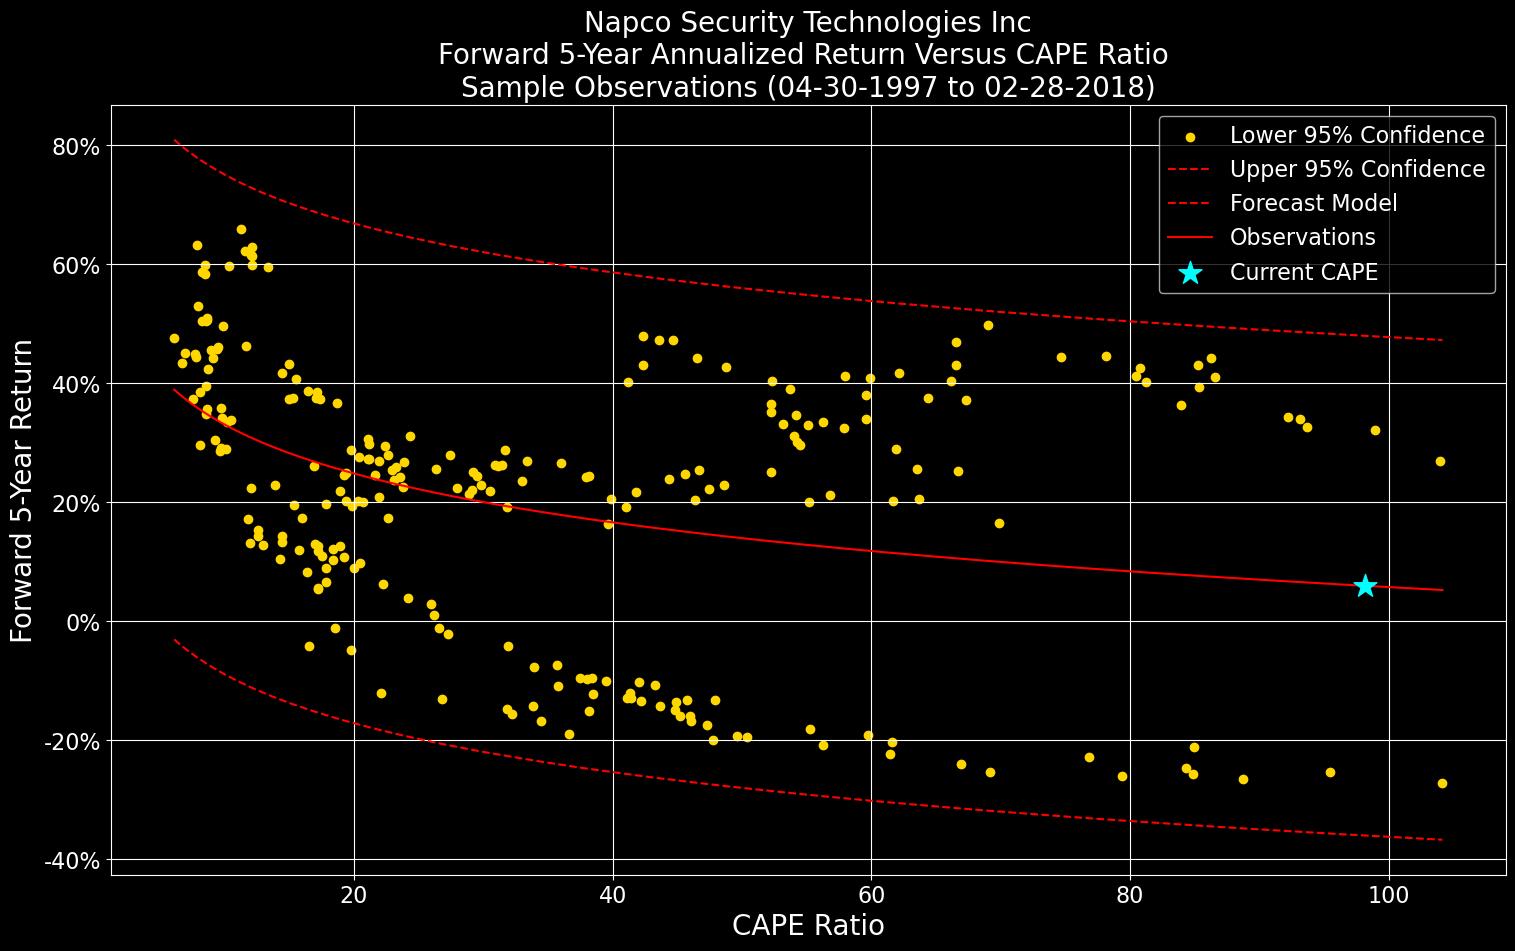 Napco Security Technologies Inc
Forward 5-Year Annualized Return Versus CAPE Ratio
Sample Observations (04-30-1997 to 02-28-2018)
Lower 95% Confidence
Upper 95% Confidence
Forecast Model
Observations
Current CAPE
Forward 5-Year Return
80%
60%
40%
20%
0%
-20%
-40%
20 40 60 80 100
CAPE Ratio